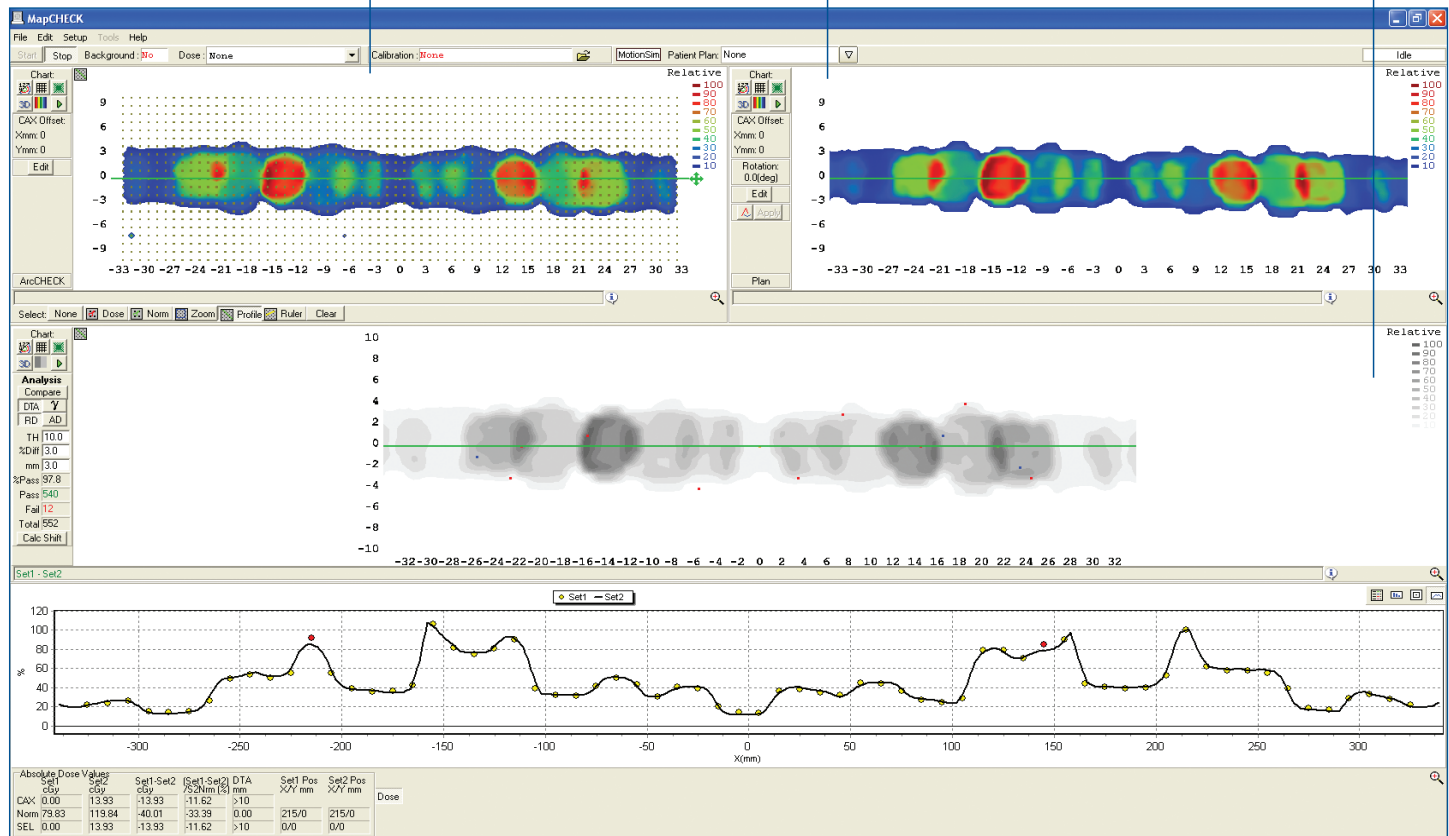 MapCHECK
File Edit Setup Tools Help
Start Stop Background: No Dose: None Calibration: None MotionSim Patient Plan: None Idle
Chart:
3D
CAX Offset:
Xmm: 0
Ymm: 0
Edit
ArcCHECK
9
6
3
0
-3
-6
-9
-33 -30 -27 -24 -21 -18 -15 -12 -9 -6 -3 0 3 6 9 12 15 18 21 24 27 30 33
Relative
100
90
80
70
60
50
40
30
20
10
Chart:
3D
CAX Offset:
Xmm: 0
Ymm: 0
Rotation:
0.0(deg)
Edit
Apply
Plan
9
6
3
0
-3
-6
-9
-33 -30 -27 -24 -21 -18 -15 -12 -9 -6 -3 0 3 6 9 12 15 18 21 24 27 30 33
Relative
100
90
80
70
60
50
40
30
20
10
Select: None Dose Norm Zoom Profile Ruler Clear
Chart:
3D
Analysis
Compare
DTA γ
RD AD
TH 10.0
%Diff 3.0
mm 3.0
%Pass 97.8
Pass 540
Fail 12
Total 552
Calc Shift
10
8
6
4
2
0
-2
-4
-6
-8
-10
-32-30-28-26-24-22-20-18-16-14-12-10 -8 -6 -4 -2 0 2 4 6 8 10 12 14 16 18 20 22 24 26 28 30 32
Relative
100
90
80
70
60
50
40
30
20
10
Set1 - Set2
Set1 Set2
120
100
80
60
40
20
0
%
-300 -250 -200 -150 -100 -50 0 50 100 150 200 250 300
X(mm)
Absolute Dose Values
Set1 Set2 Set1-Set2 (Set1-Set2) DTA Set1 Pos Set2 Pos
cGy cGy cGy /S2Nrm (%) mm X/Y mm X/Y mm
CAX 0.00 13.93 -13.93 -11.62 >10
Norm 79.83 119.84 -40.01 -33.39 0.00 215/0 215/0
SEL 0.00 13.93 -13.93 -11.62 >10 0/0 0/0
Dose